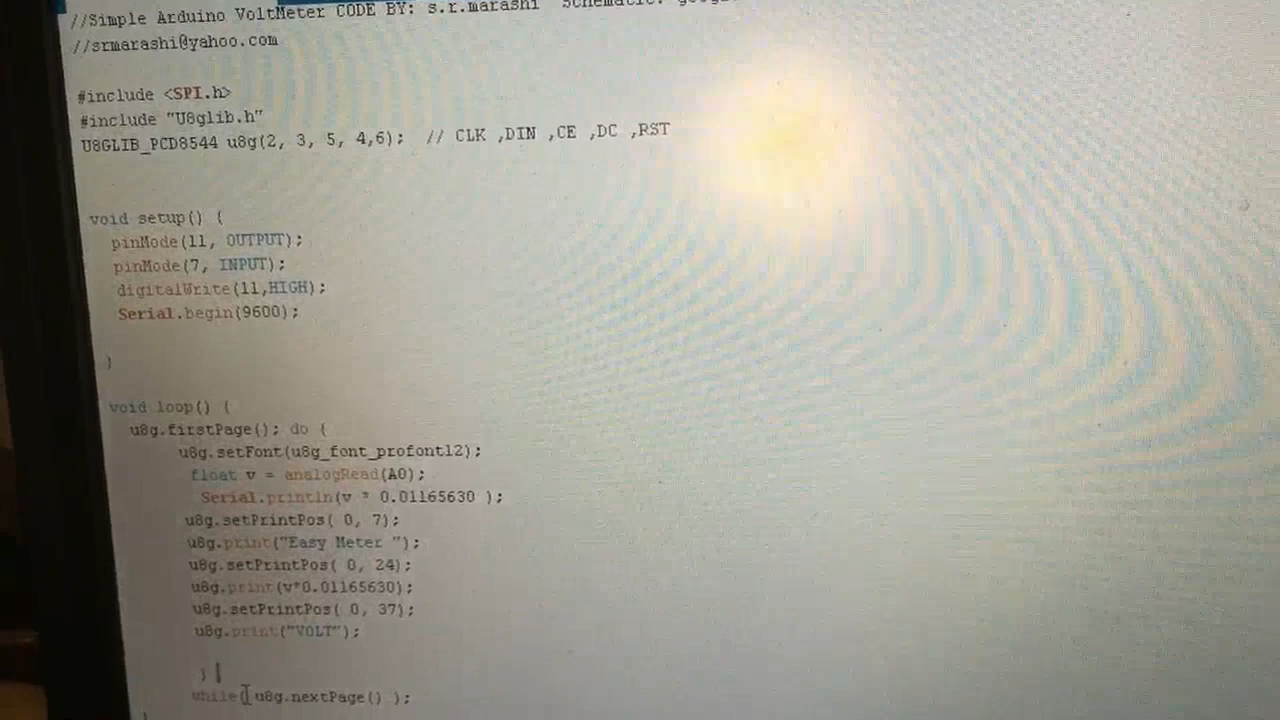 //Simple Arduino VoltMeter CODE BY: s.r.marashi Schematic:
//srmarashi@yahoo.com
#include <SPI.h>
#include "U8glib.h"
U8GLIB_PCD8544 u8g(2, 3, 5, 4,6); // CLK ,DIN ,CE ,DC ,RST
void setup() {
pinMode(11, OUTPUT);
pinMode(7, INPUT);
digitalWrite(11,HIGH);
Serial.begin(9600);
}
void loop() {
u8g.firstPage(); do {
u8g.setFont(u8g_font_profont12);
float v = analogRead(A0);
Serial.println(v * 0.01165630 );
u8g.setPrintPos( 0, 7);
u8g.print("Easy Meter ");
u8g.setPrintPos( 0, 24);
u8g.print(v*0.01165630);
u8g.setPrintPos( 0, 37);
u8g.print("VOLT");
}
while( u8g.nextPage() );
}